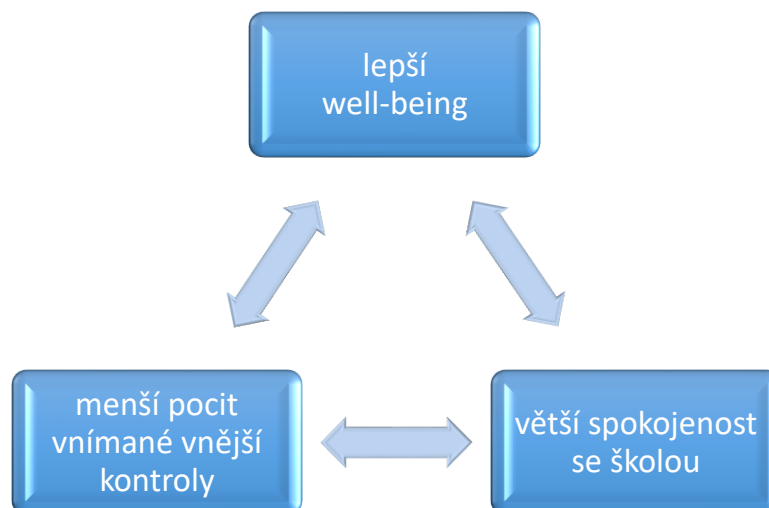 lepší
well-being
menší pocit
vnímané vnější
kontroly
větší spokojenost
se školou